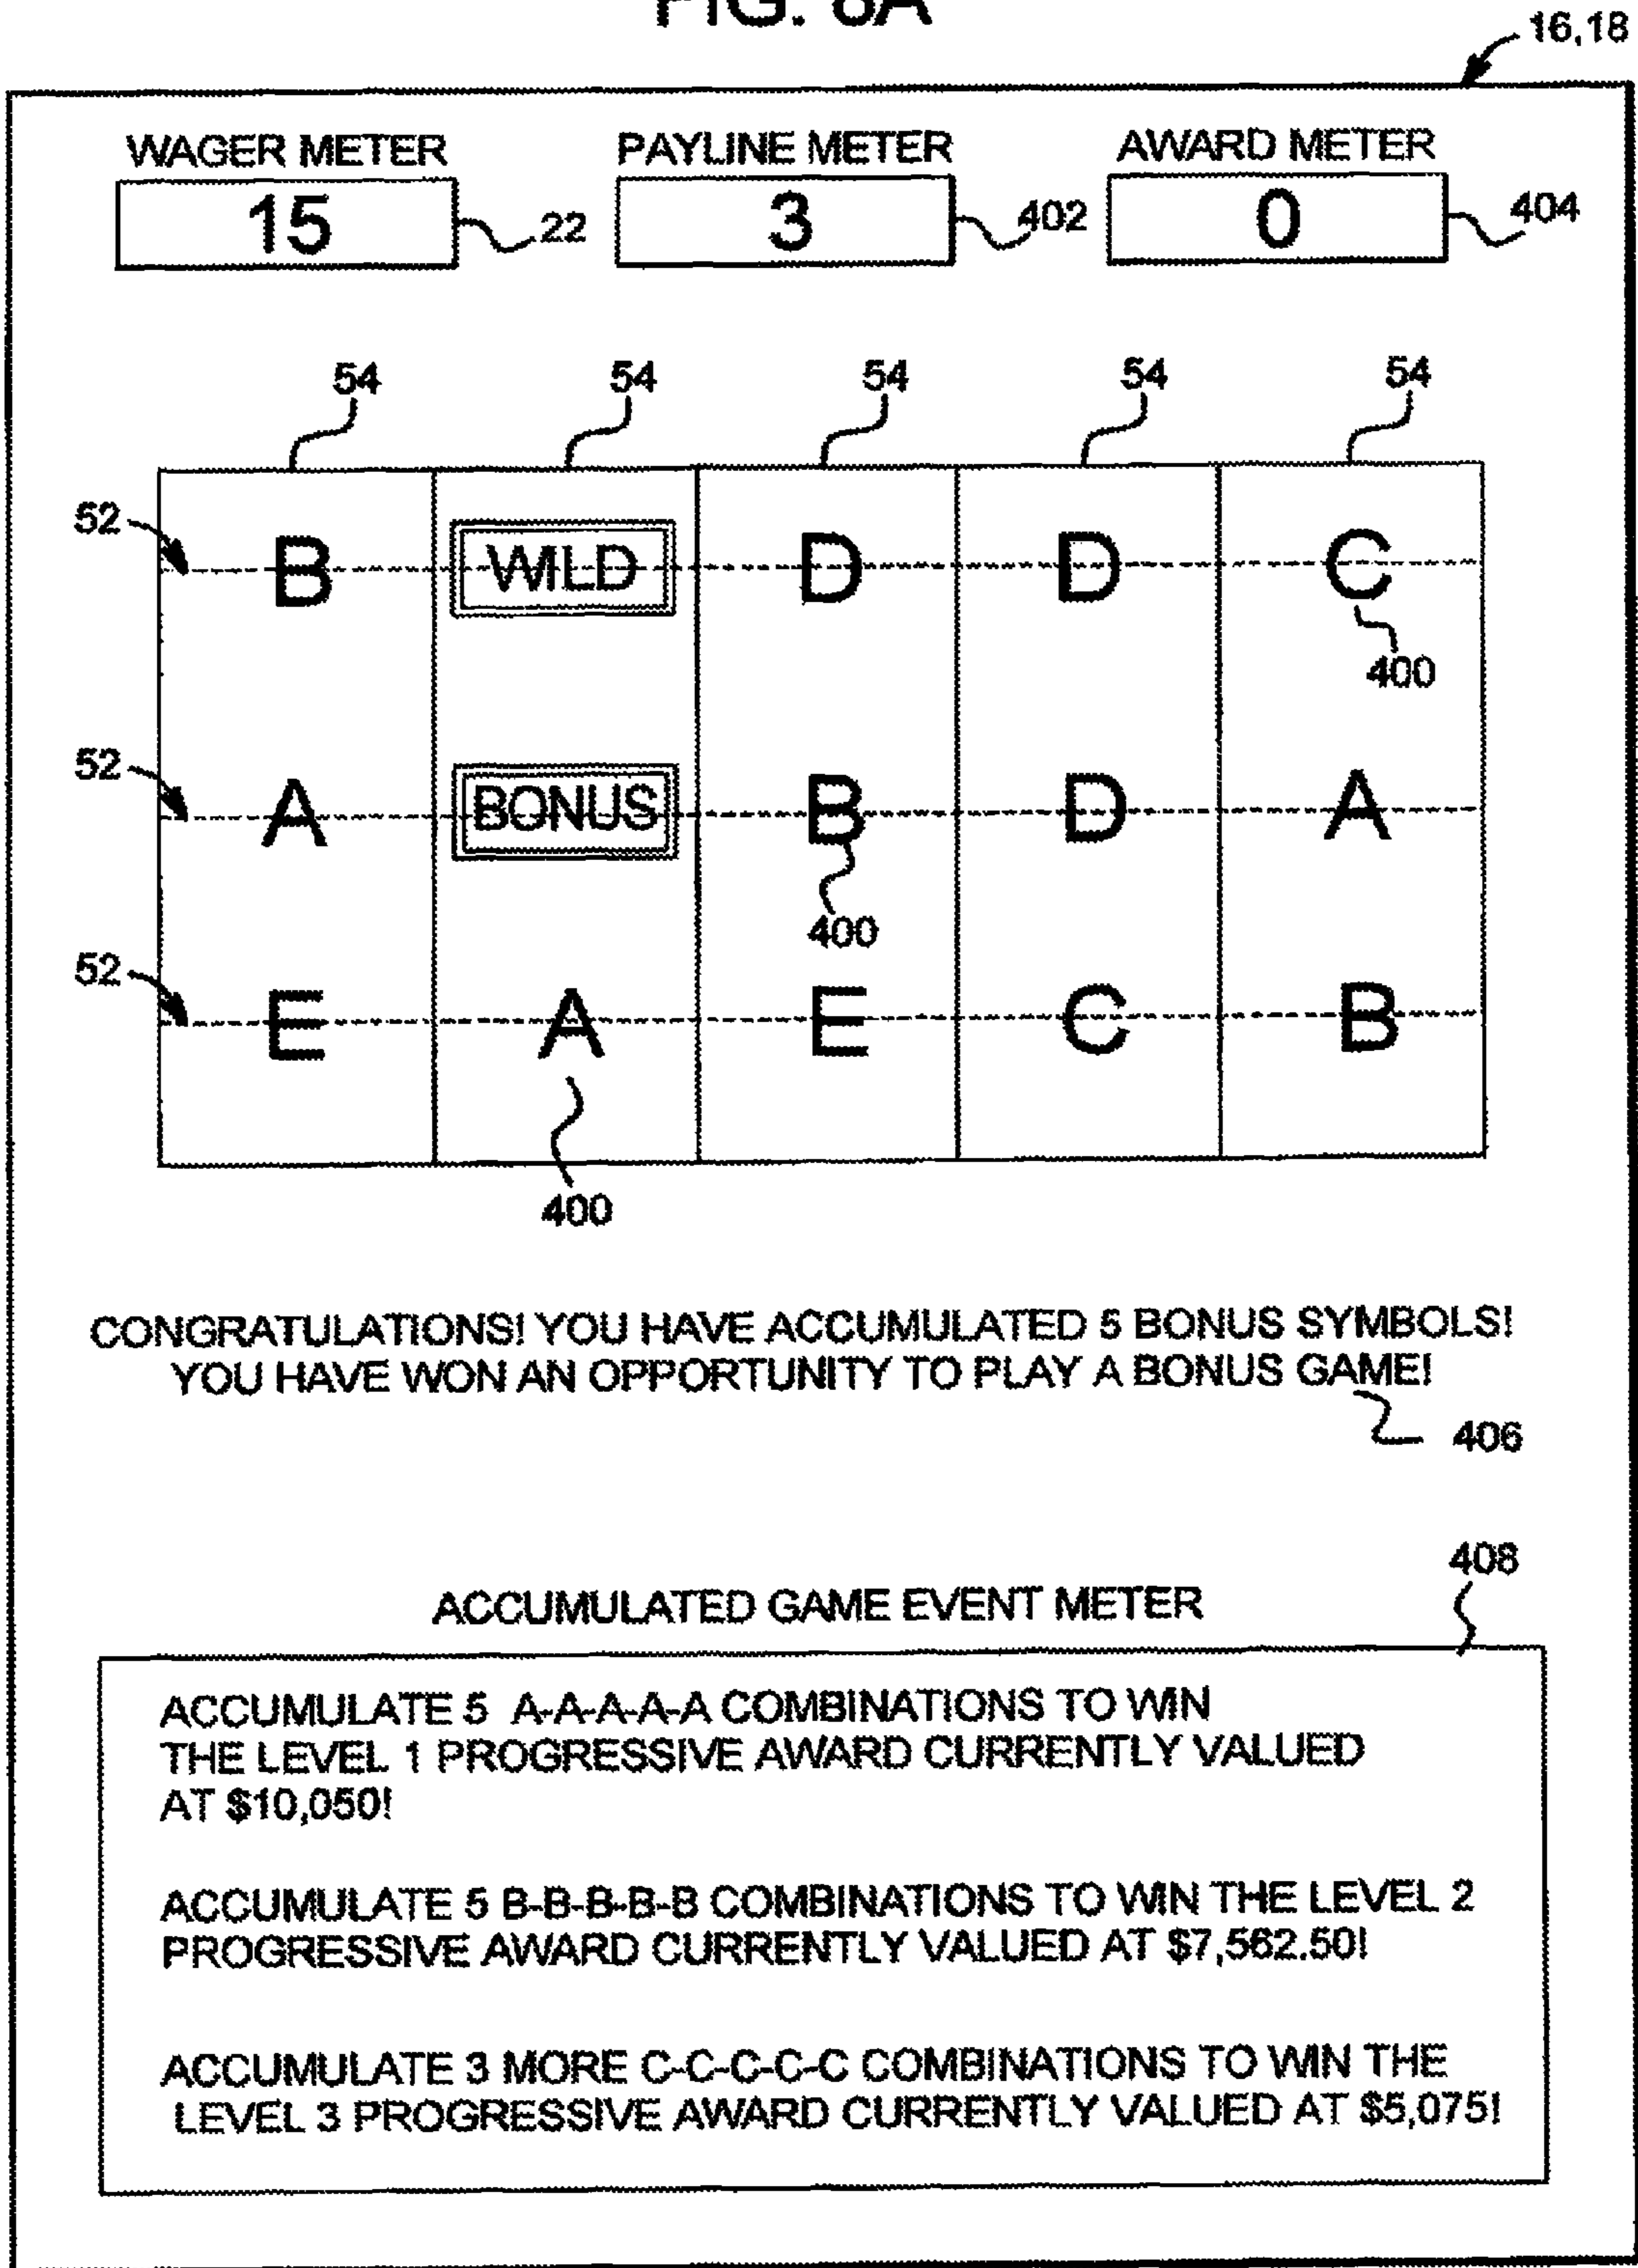 FIG. 8A
16,18
WAGER METER PAYLINE METER AWARD METER
15 22 3 402 0 404
54 54 54 54 54
52 B WILD D D C
400
52 A BONUS B D A
400
52 E A E C B
400
CONGRATULATIONS! YOU HAVE ACCUMULATED 5 BONUS SYMBOLS!
YOU HAVE WON AN OPPORTUNITY TO PLAY A BONUS GAME!
406
408
ACCUMULATED GAME EVENT METER
ACCUMULATE 5 A-A-A-A-A COMBINATIONS TO WIN
THE LEVEL 1 PROGRESSIVE AWARD CURRENTLY VALUED
AT $10,050!
ACCUMULATE 5 B-B-B-B-B COMBINATIONS TO WIN THE LEVEL 2
PROGRESSIVE AWARD CURRENTLY VALUED AT $7,562.50!
ACCUMULATE 3 MORE C-C-C-C-C COMBINATIONS TO WIN THE
LEVEL 3 PROGRESSIVE AWARD CURRENTLY VALUED AT $5,075!